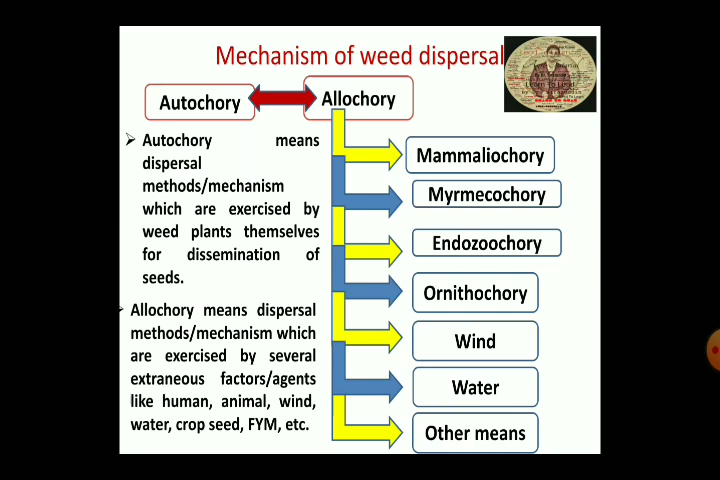 Mechanism of weed dispersal
Autochory
Allochory
Autochory means
dispersal
methods/mechanism
which are exercised by
weed plants themselves
for dissemination of
seeds.
Allochory means dispersal
methods/mechanism which
are exercised by several
extraneous factors/agents
like human, animal, wind,
water, crop seed, FYM, etc.
Mammaliochory
Myrmecochory
Endozoochory
Ornithochory
Wind
Water
Other means